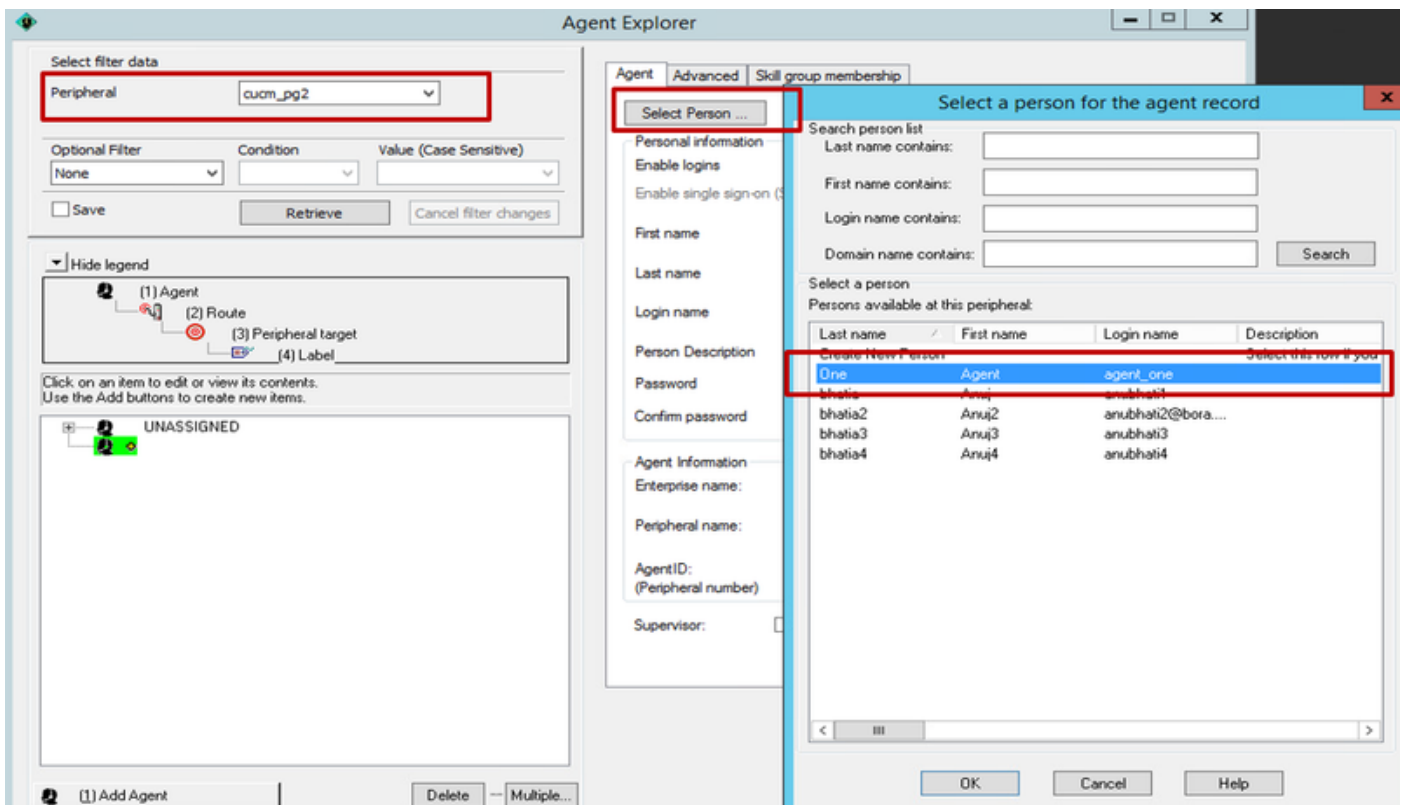 Agent Explorer
Select filter data
Peripheral
cucm_pg2
Optional Filter
Condition
Value (Case Sensitive)
None
Save
Retrieve
Cancel filter changes
Hide legend
(1) Agent
(2) Route
(3) Peripheral target
(4) Label
Click on an item to edit or view its contents.
Use the Add buttons to create new items.
UNASSIGNED
(1) Add Agent
Delete
Multiple...
Agent
Advanced
Skill group membership
Select Person ...
Personal information
Enable logins
Enable single sign-on (S
First name
Last name
Login name
Person Description
Password
Confirm password
Agent Information
Enterprise name:
Peripheral name:
AgentID:
(Peripheral number)
Supervisor:
Select a person for the agent record
Search person list
Last name contains:
First name contains:
Login name contains:
Domain name contains:
Search
Select a person
Persons available at this peripheral:
Last name First name Login name Description
Create New Person Select this row if you
One Agent agent_one
bhatia Anuj anubhati1
bhatia2 Anuj2 anubhati2@bora....
bhatia3 Anuj3 anubhati3
bhatia4 Anuj4 anubhati4
OK
Cancel
Help